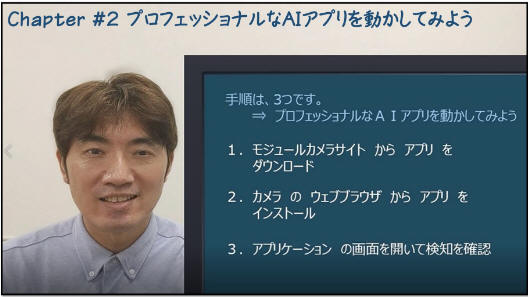 Chapter #2 プロフェッショナルなAIアプリを動かしてみよう
手順は、3つです。
⇒ プロフェッショナルなＡＩアプリを動かしてみよう
1．モジュールカメラサイト から アプリ を
ダウンロード
2．カメラ の ウェブブラウザ から アプリ を
インストール
3．アプリケーション の画面を開いて検知を確認